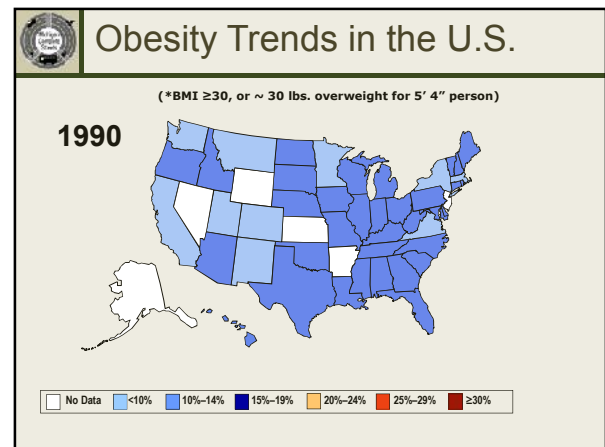 Obesity Trends in the U.S.
(*BMI ≥30, or ~ 30 lbs. overweight for 5’ 4” person)
1990
No Data <10% 10%–14% 15%–19% 20%–24% 25%–29% ≥30%